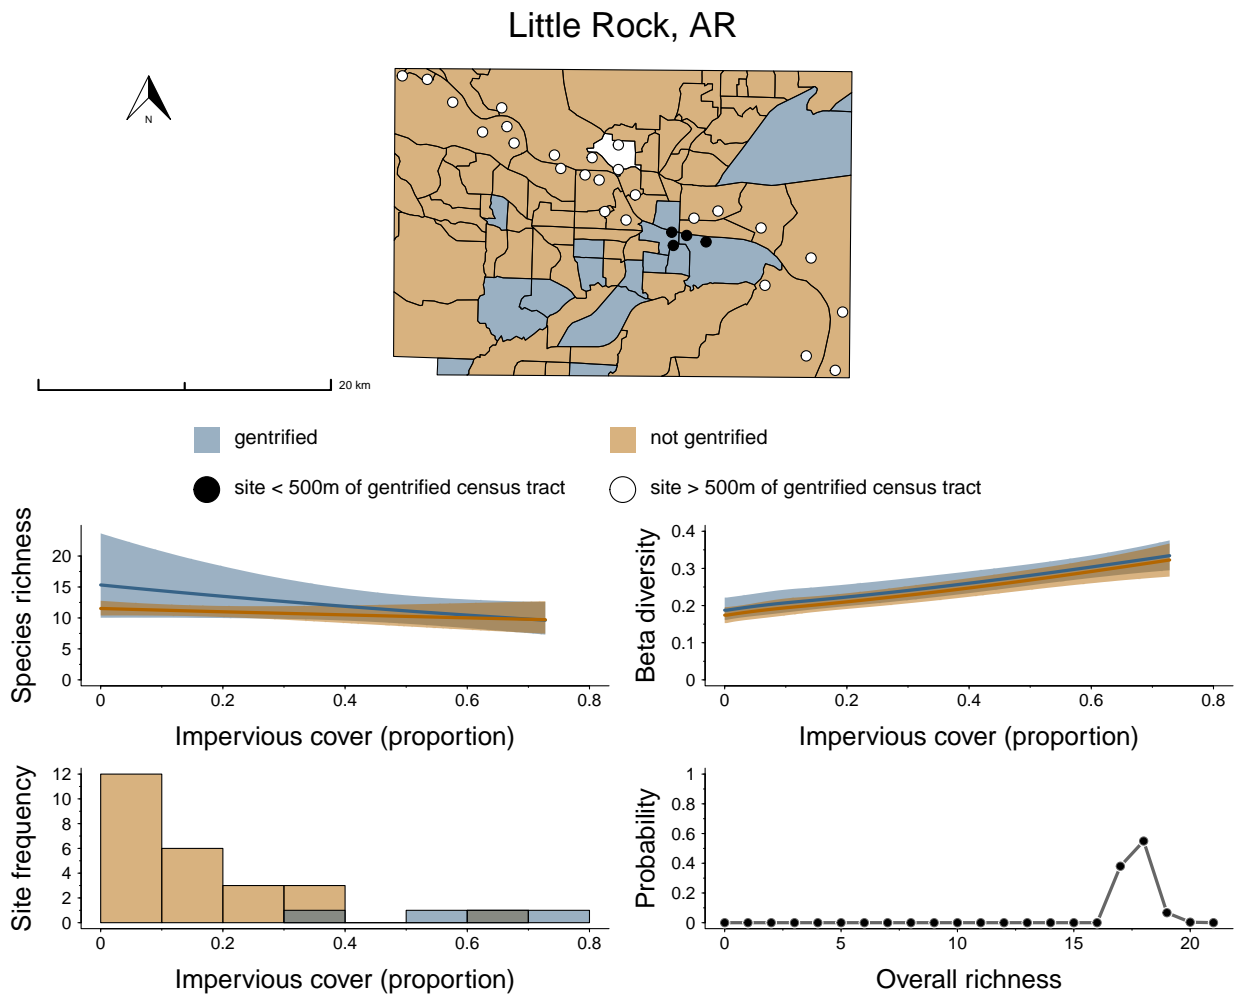 Little Rock, AR
N
20 km
gentrified
not gentrified
site < 500m of gentrified census tract
site > 500m of gentrified census tract
Species richness
20
15
10
5
0
0
0.2
0.4
0.6
0.8
Impervious cover (proportion)
Beta diversity
0.4
0.3
0.2
0.1
0
0
0.2
0.4
0.6
0.8
Impervious cover (proportion)
Site frequency
12
10
8
6
4
2
0
0
0.2
0.4
0.6
0.8
Impervious cover (proportion)
Probability
1
0.8
0.6
0.4
0.2
0
0
5
10
15
20
Overall richness